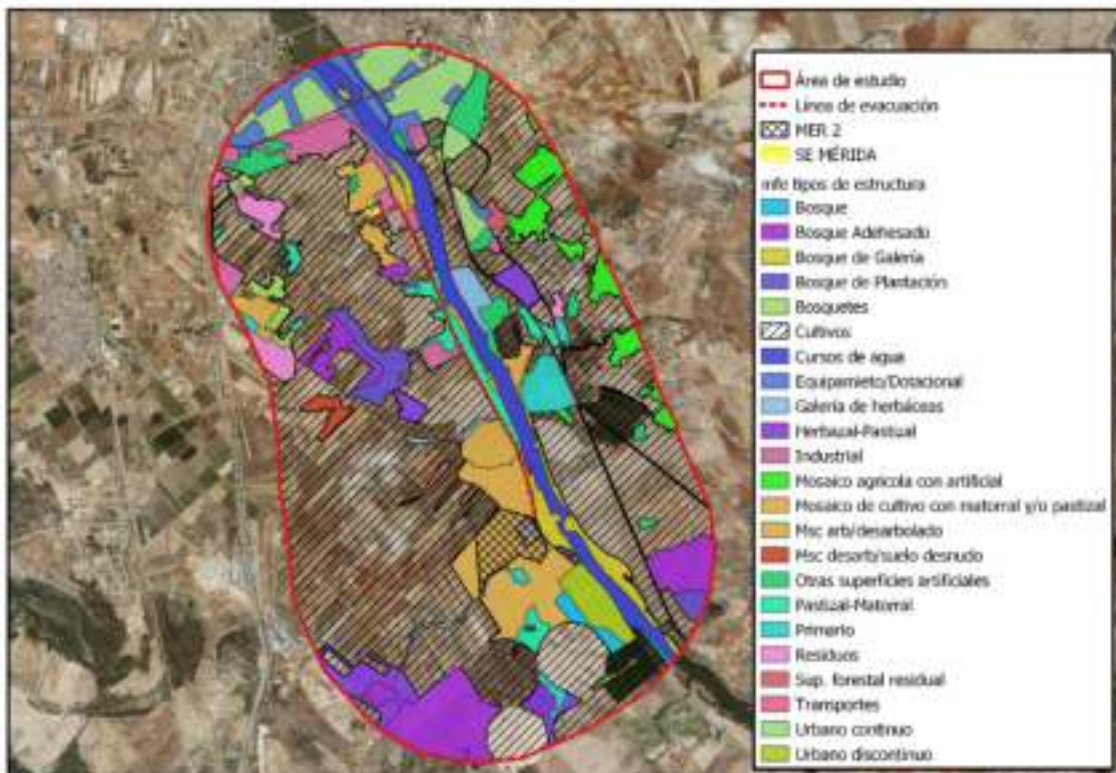 Área de estudio
Línea de evacuación
MER 2
SE MÉRIDA
mfe tipos de estructura
Bosque
Bosque Adehesado
Bosque de Galería
Bosque de Plantación
Bosquetes
Cultivos
Cursos de agua
Equipamieto/Dotacional
Galería de herbáceas
Herbazal-Pastizal
Industrial
Mosaico agrícola con artificial
Mosaico de cultivo con matorral y/o pastizal
Msc arb/desarbolado
Msc desarb/suelo desnudo
Otras superficies artificiales
Pastizal-Matorral
Primario
Residuos
Sup. forestal residual
Transportes
Urbano continuo
Urbano discontinuo